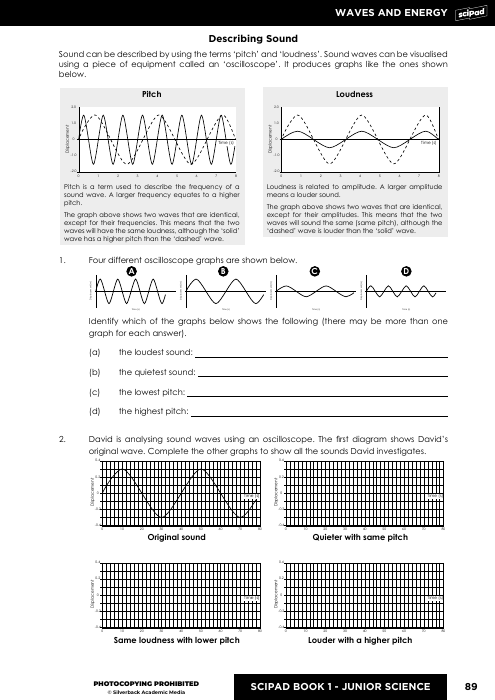 WAVES AND ENERGY scipad
Describing Sound
Sound can be described by using the terms 'pitch' and 'loudness'. Sound waves can be visualised
using a piece of equipment called an 'oscilloscope'. It produces graphs like the ones shown
below.
Pitch
Displacement
Time (s)
Pitch is a term used to describe the frequency of a
sound wave. A larger frequency equates to a higher
pitch.
The graph above shows two waves that are identical,
except for their frequencies. This means that the two
waves will have the same loudness, although the 'solid'
wave has a higher pitch than the 'dashed' wave.
Loudness
Displacement
Time (s)
Loudness is related to amplitude. A larger amplitude
means a louder sound.
The graph above shows two waves that are identical,
except for their amplitudes. This means that the two
waves will sound the same (same pitch), although the
'dashed' wave is louder than the 'solid' wave.
1. Four different oscilloscope graphs are shown below.
A B C D
Identify which of the graphs below shows the following (there may be more than one
graph for each answer).
(a) the loudest sound:
(b) the quietest sound:
(c) the lowest pitch:
(d) the highest pitch:
2. David is analysing sound waves using an oscilloscope. The first diagram shows David's
original wave. Complete the other graphs to show all the sounds David investigates.
Displacement
Displacement
Original sound
Quieter with same pitch
Displacement
Displacement
Same loudness with lower pitch
Louder with a higher pitch
PHOTOCOPYING PROHIBITED
© Silverback Academic Media
SCIPAD BOOK 1 - JUNIOR SCIENCE 89